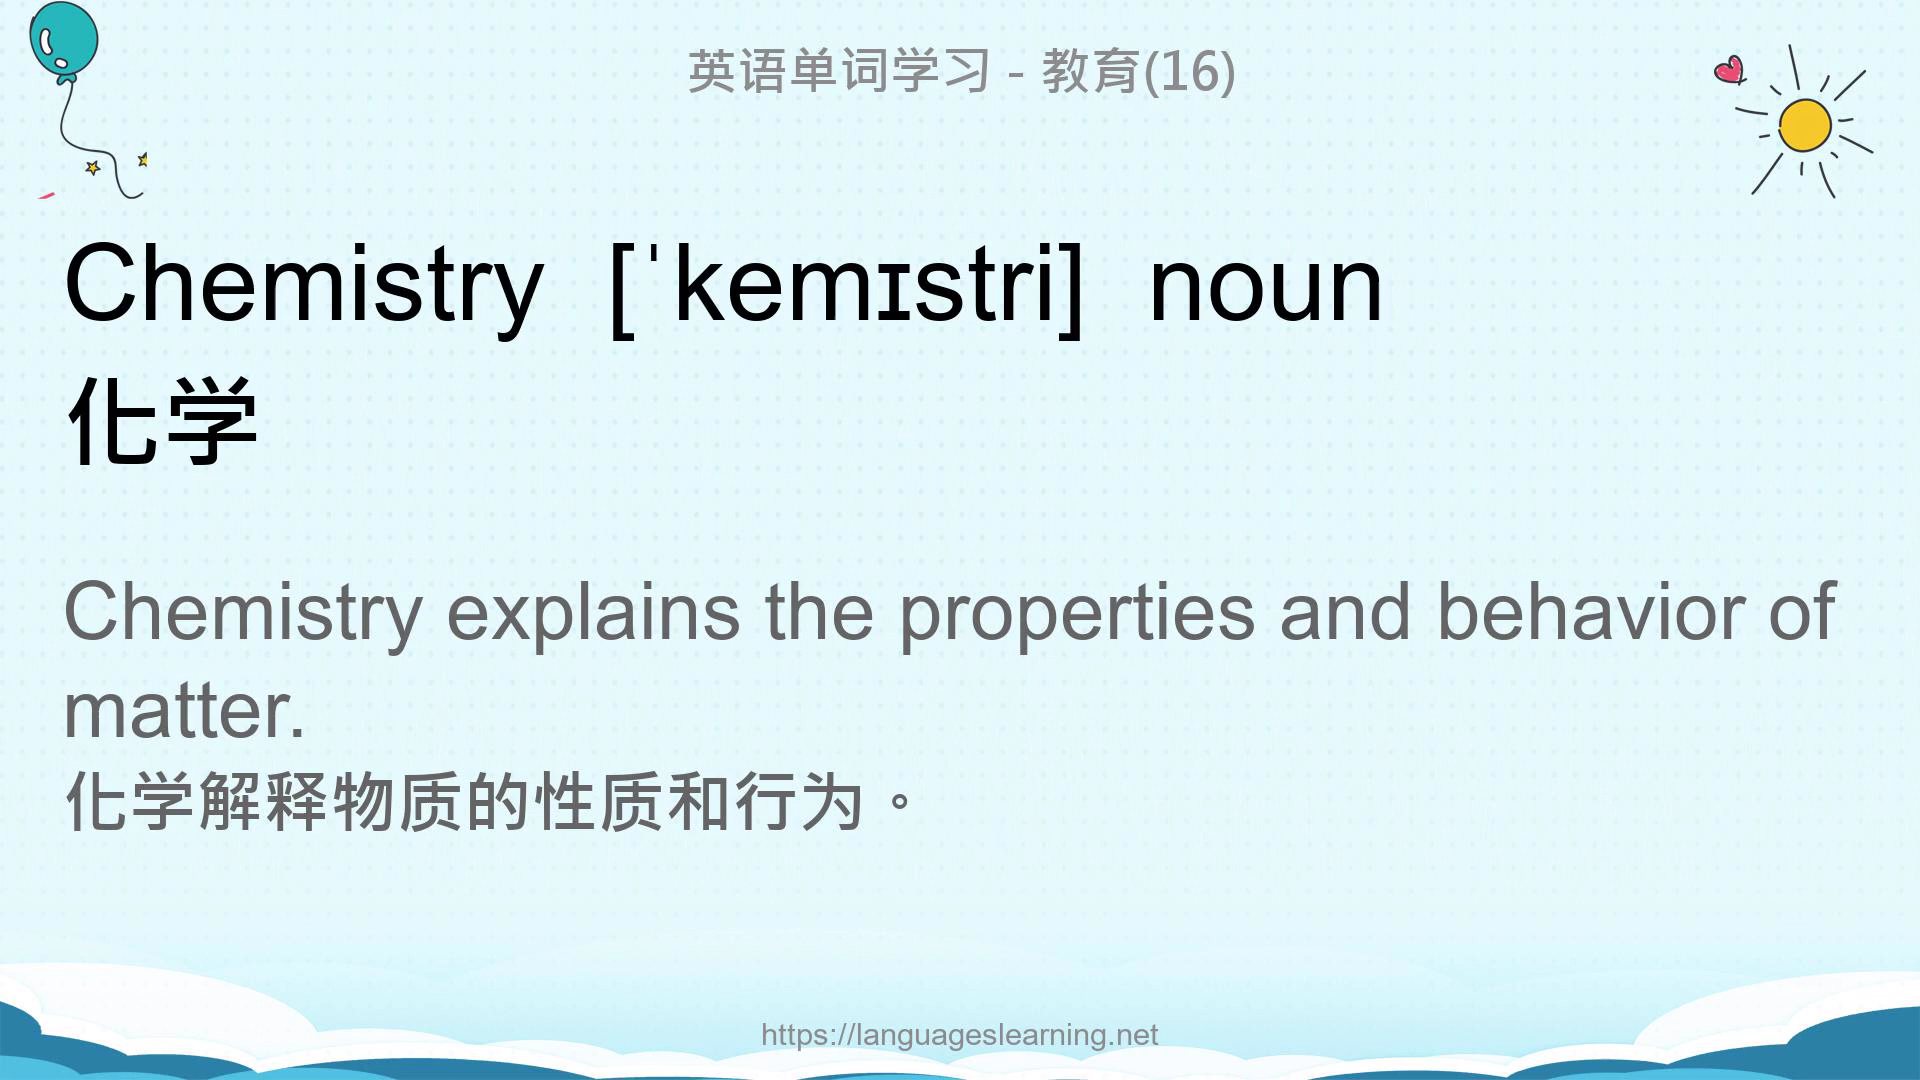 英语单词学习 - 教育(16)
Chemistry [ˈkemɪstri] noun
化学
Chemistry explains the properties and behavior of
matter.
化学解释物质的性质和行为。
https://languageslearning.net